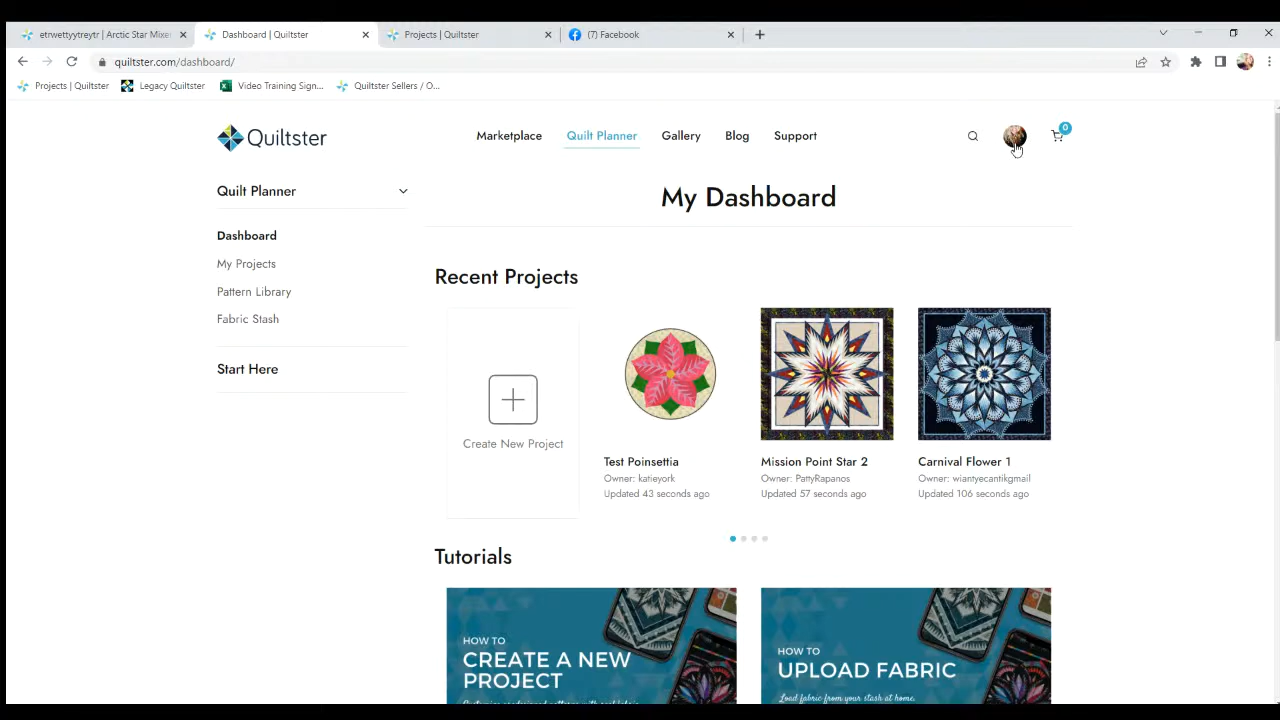 etrwettyytreytr | Arctic Star Mixer
Dashboard | Quiltster
Projects | Quiltster
(7) Facebook
quiltster.com/dashboard/
Projects | Quiltster
Legacy Quiltster
Video Training Sign...
Quiltster Sellers / O...
Quiltster
Marketplace
Quilt Planner
Gallery
Blog
Support
0
Quilt Planner
My Dashboard
Dashboard
My Projects
Pattern Library
Fabric Stash
Start Here
Recent Projects
Create New Project
Test Poinsettia
Owner: katieyork
Updated 43 seconds ago
Mission Point Star 2
Owner: PattyRapanos
Updated 57 seconds ago
Carnival Flower 1
Owner: wiantyecantikgmail
Updated 106 seconds ago
Tutorials
HOW TO
CREATE A NEW
PROJECT
HOW TO
UPLOAD FABRIC
Load fabric from your stash at home.